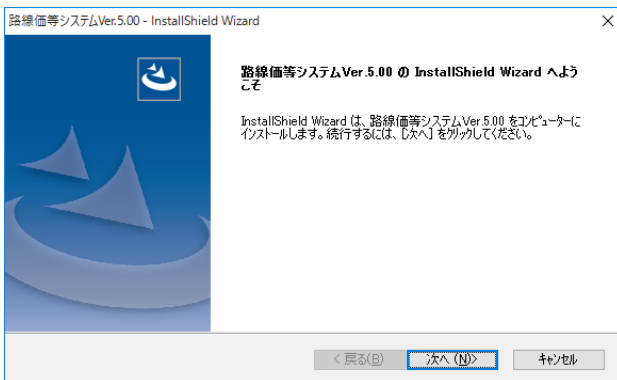 路線価等システムVer.5.00 - InstallShield Wizard
路線価等システムVer.5.00 の InstallShield Wizard へよう
こそ
InstallShield Wizard は、路線価等システムVer.5.00 をコンピューターに
インストールします。続行するには、[次へ] をクリックしてください。
< 戻る(B)
次へ (N)>
キャンセル